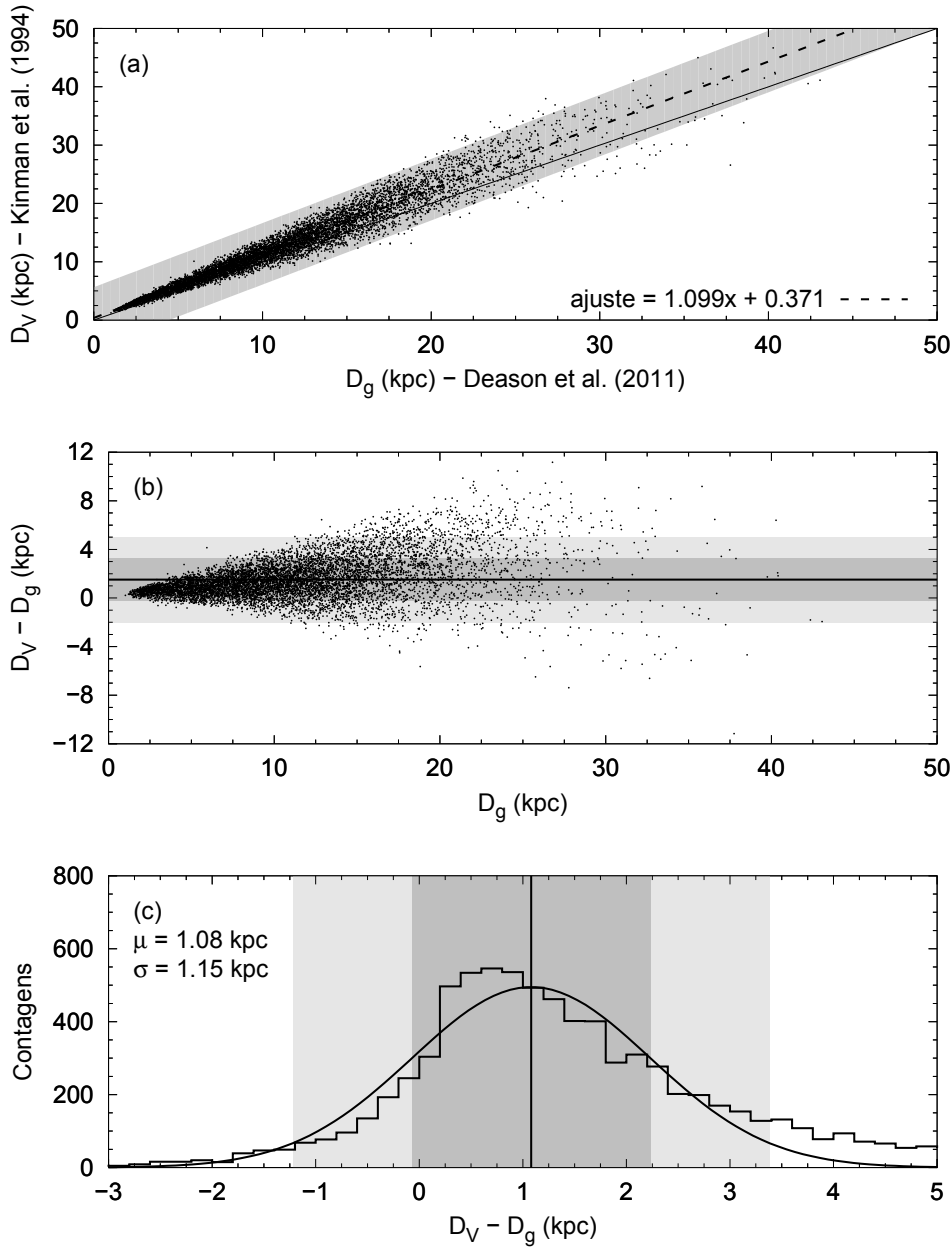 (a)
D_V (kpc) − Kinman et al. (1994)
50
40
30
20
10
0
ajuste = 1.099x + 0.371
0 10 20 30 40 50
D_g (kpc) − Deason et al. (2011)
(b)
D_V − D_g (kpc)
12
8
4
0
−4
−8
−12
0 10 20 30 40 50
D_g (kpc)
(c)
μ = 1.08 kpc
σ = 1.15 kpc
Contagens
800
600
400
200
0
−3 −2 −1 0 1 2 3 4 5
D_V − D_g (kpc)